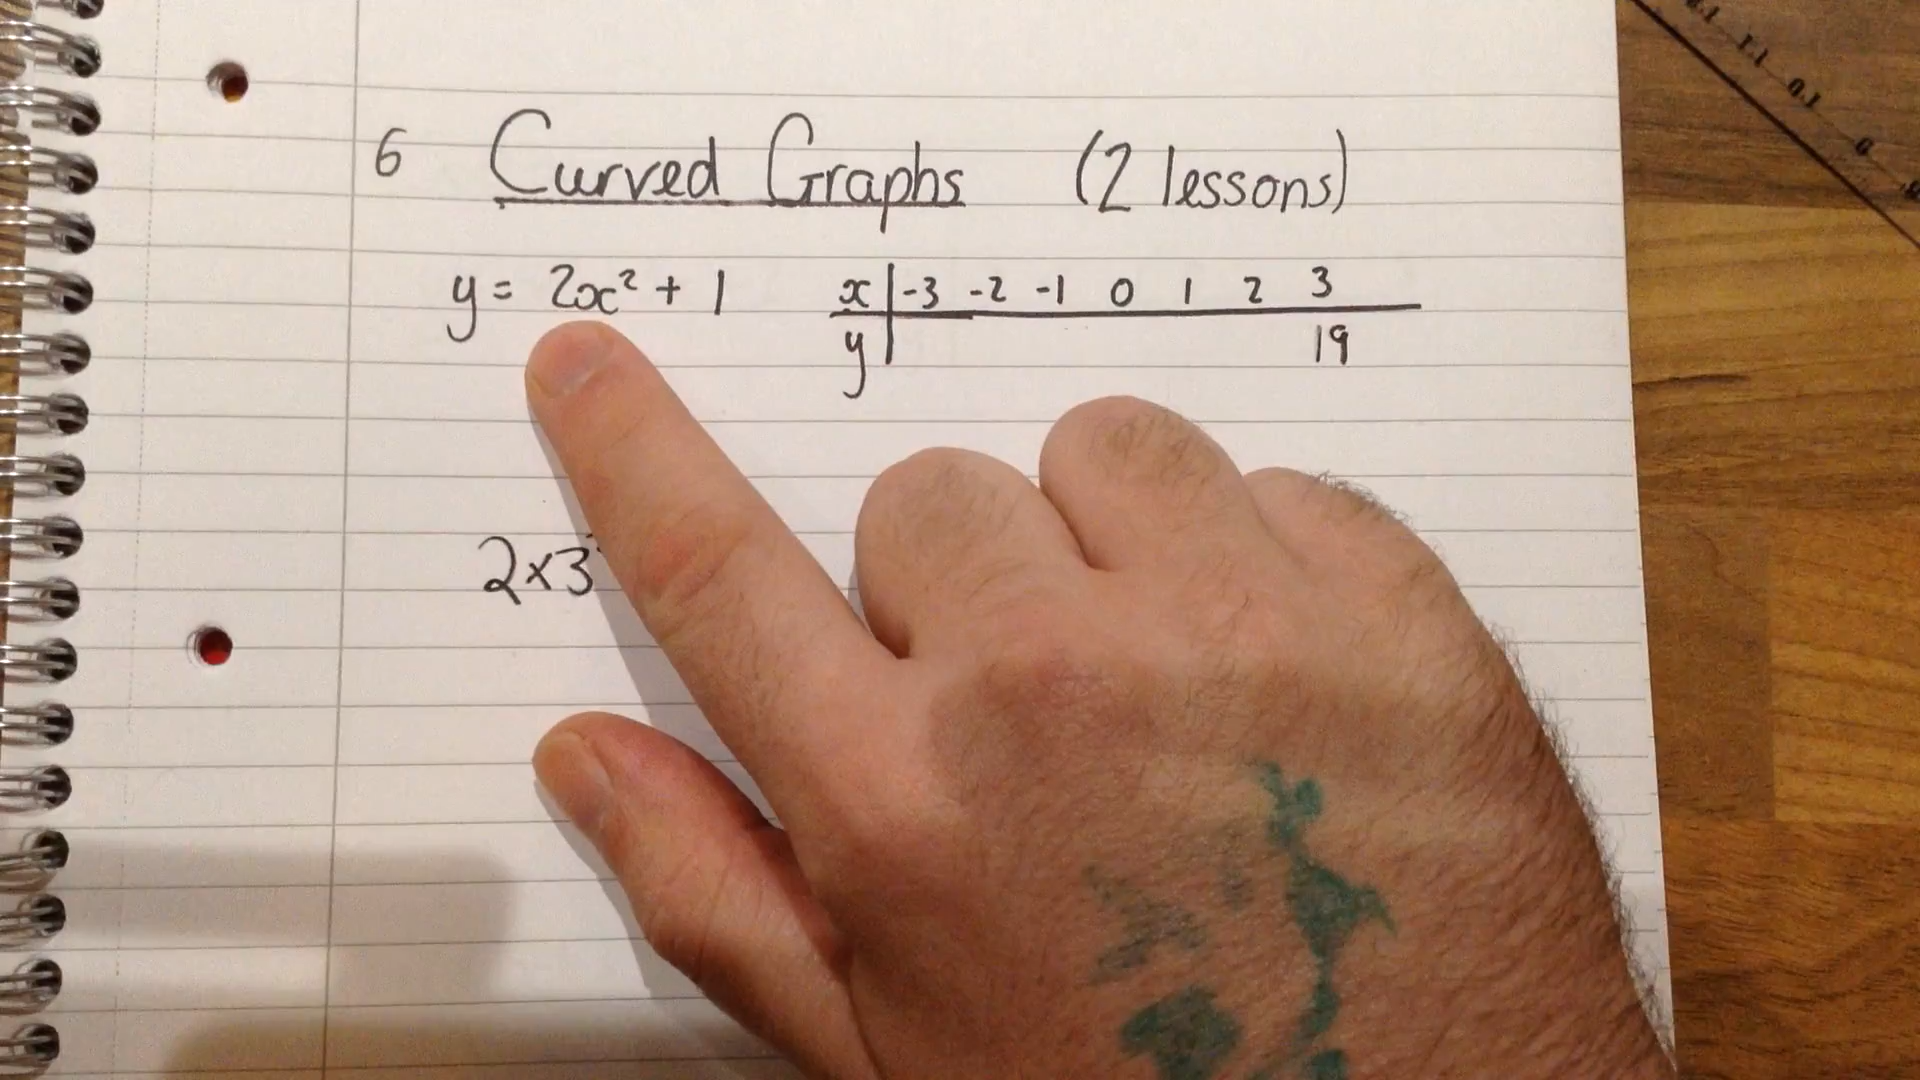 6 Curved Graphs (2 lessons)
y = 2x² + 1
x | -3 -2 -1 0 1 2 3
y | 19
2×3